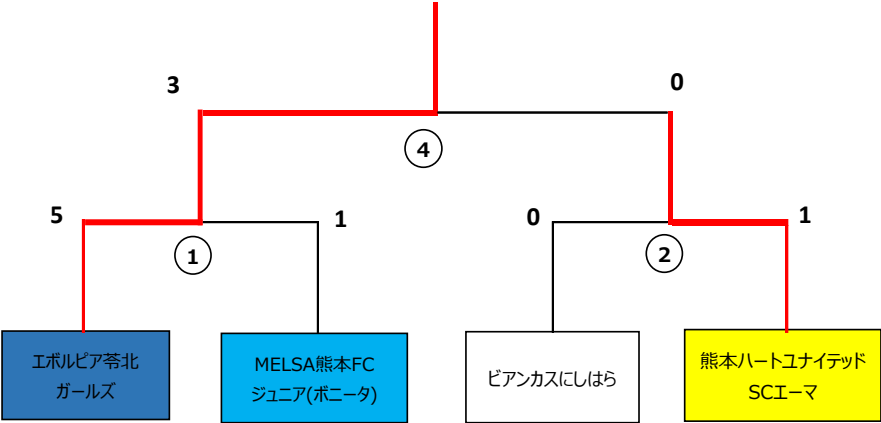 3
0
④
5
1
0
1
①
②
エボルピア苓北
ガールズ
MELSA熊本FC
ジュニア(ボニータ)
ビアンカスにしはら
熊本ハートユナイテッド
SCエーマ